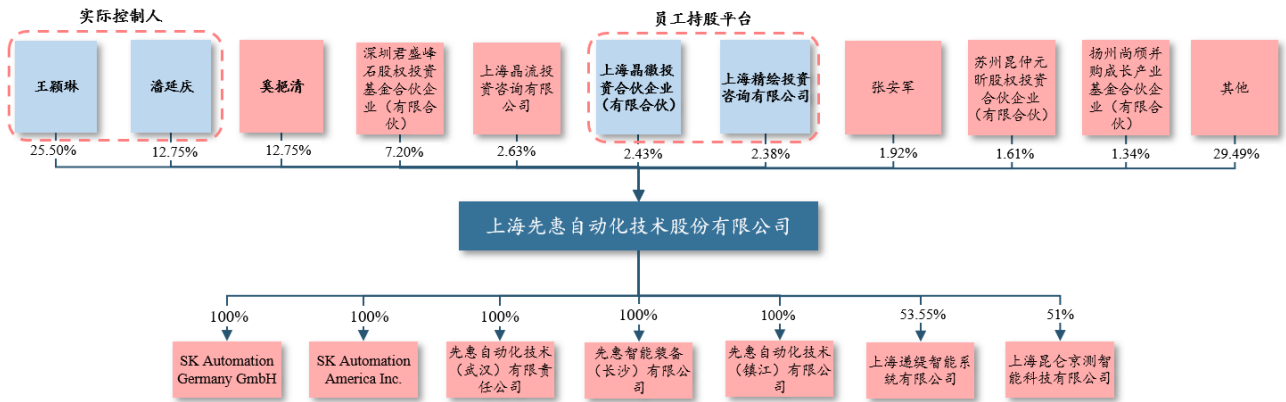 实际控制人
员工持股平台
王颖琳
潘延庆
奚挹清
深圳君盛峰
石股权投资
基金合伙企
业（有限合
伙）
上海晶流投
资咨询有限
公司
上海晶徽投
资合伙企业
（有限合伙）
上海精绘投资
咨询有限公司
张安军
苏州昆仲元
昕股权投资
合伙企业
（有限合伙）
扬州尚颀并
购成长产业
基金合伙企
业（有限合
伙）
其他
25.50%
12.75%
12.75%
7.20%
2.63%
2.43%
2.38%
1.92%
1.61%
1.34%
29.49%
上海先惠自动化技术股份有限公司
100%
100%
100%
100%
100%
53.55%
51%
SK Automation
Germany GmbH
SK Automation
America Inc.
先惠自动化技术
（武汉）有限责
任公司
先惠智能装备
（长沙）有限公
司
先惠自动化技术
（镇江）有限公
司
上海递缇智能系
统有限公司
上海昆仑京测智
能科技有限公司